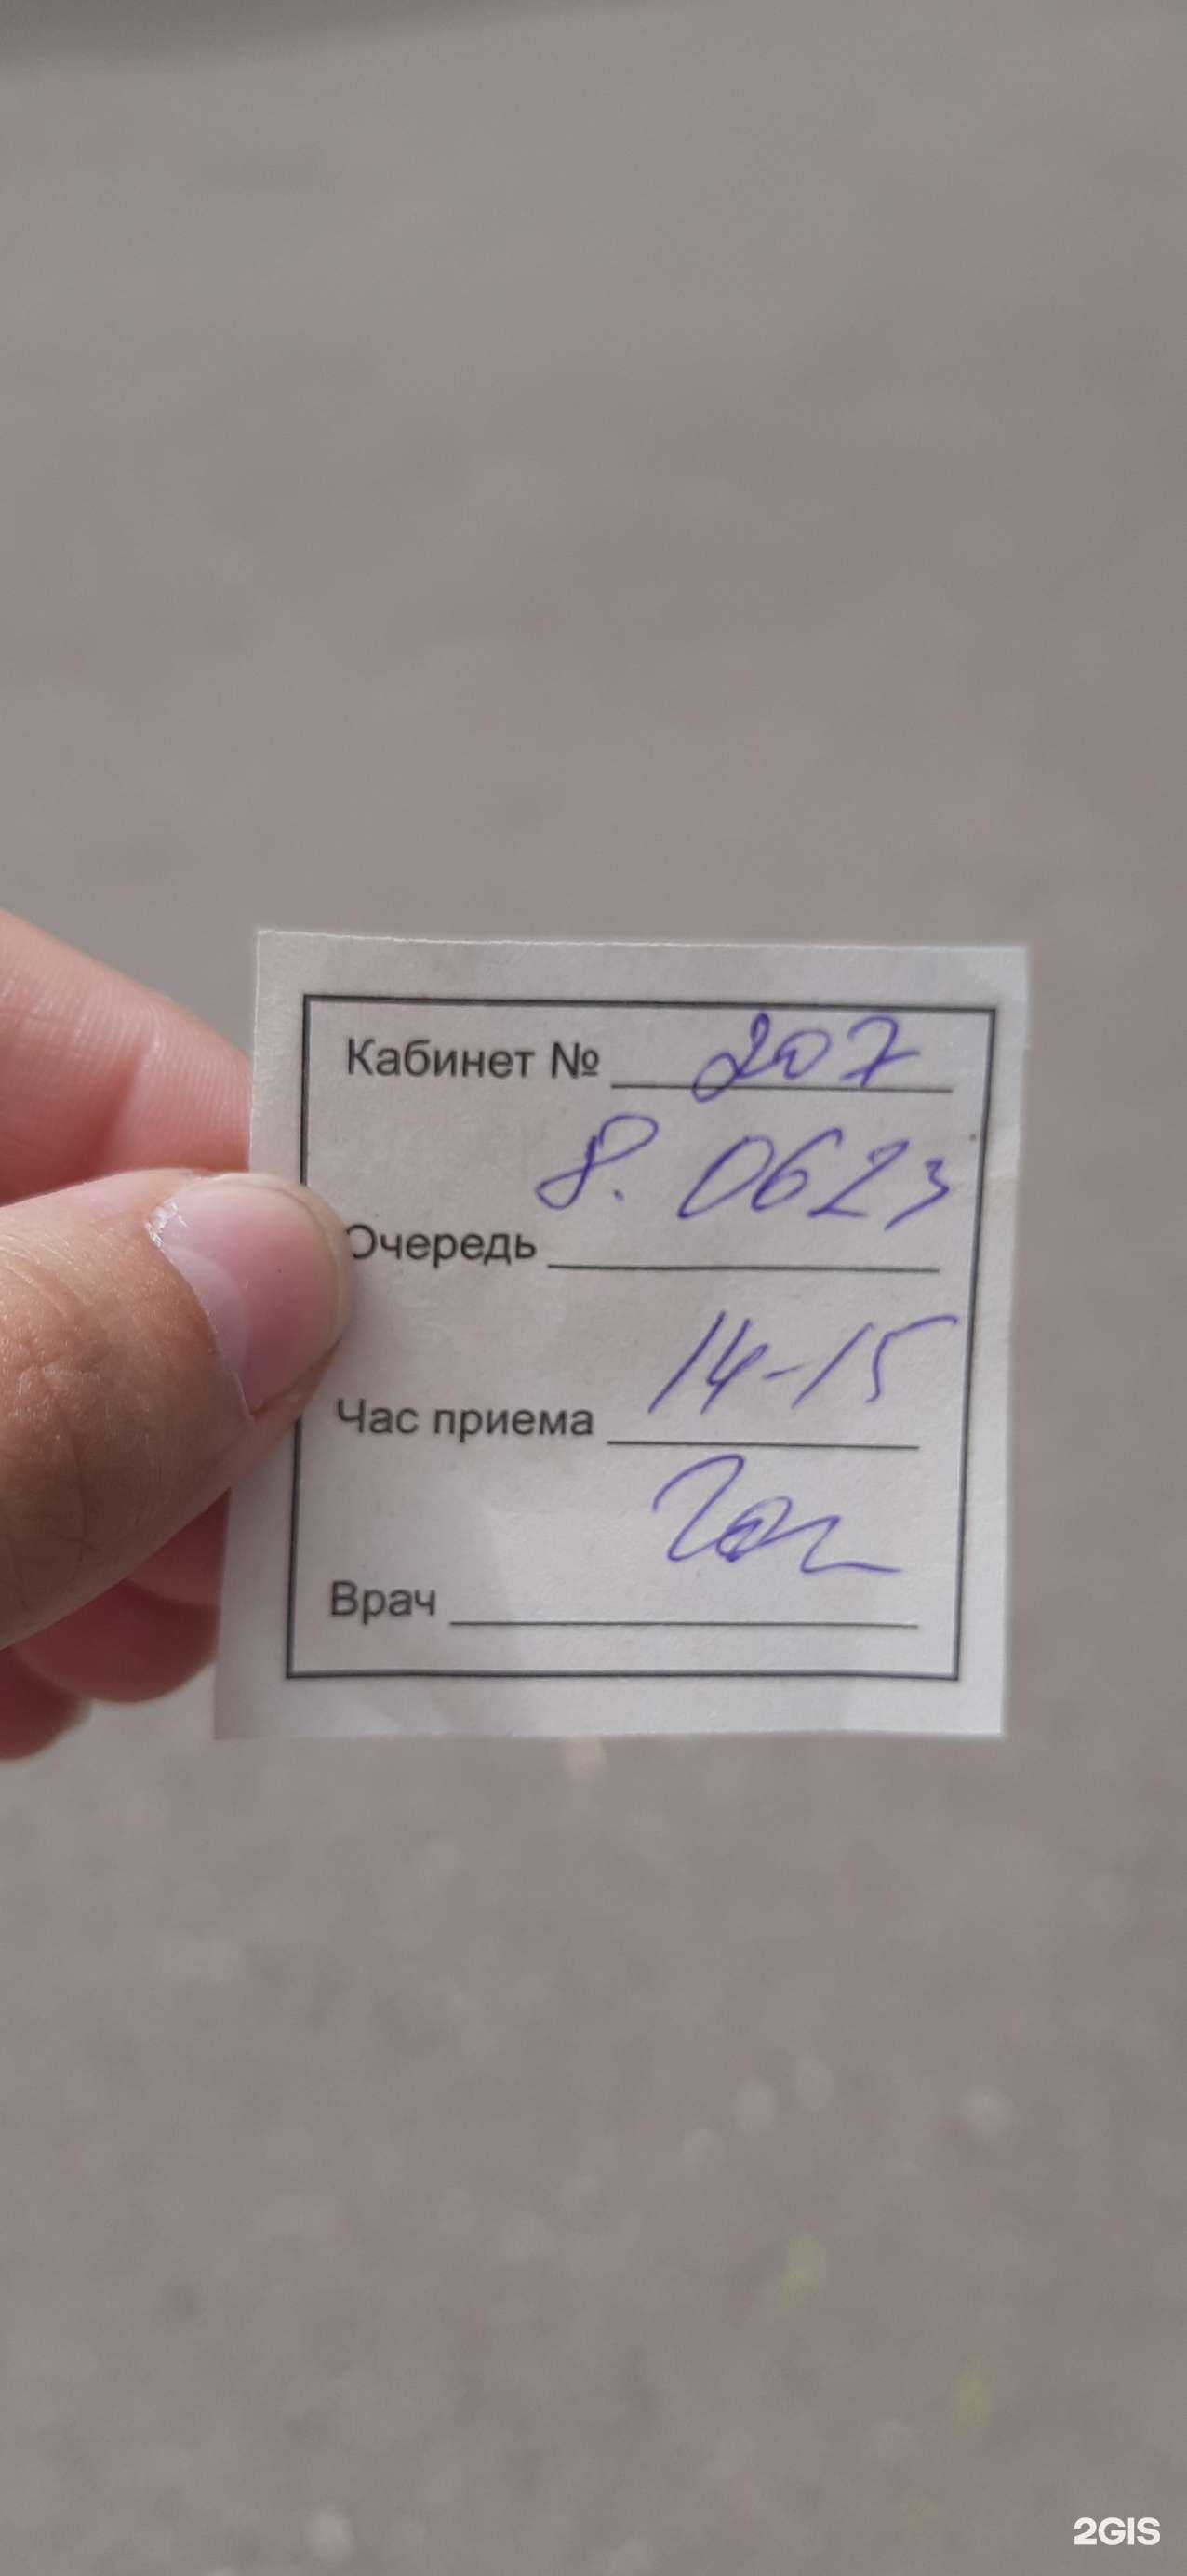 Кабинет № 207
8. 0623
Очередь
14-15
Час приема
Врач
2GIS